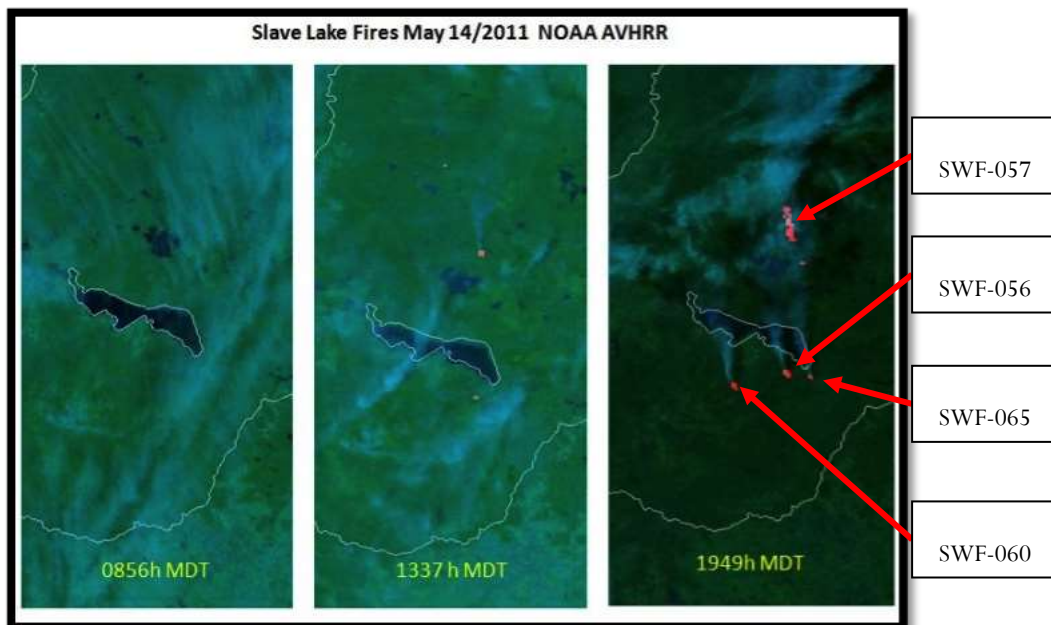 Slave Lake Fires May 14/2011 NOAA AVHRR
0856h MDT
1337 h MDT
1949h MDT
SWF-057
SWF-056
SWF-065
SWF-060